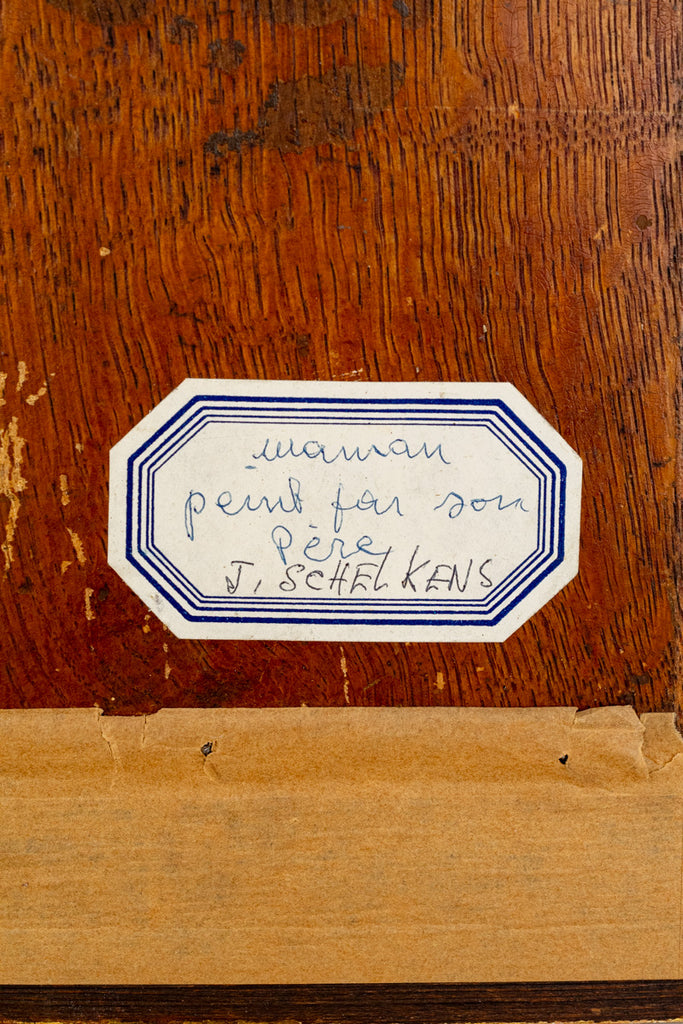 maman
peint par son
Père
J. SCHELKENS